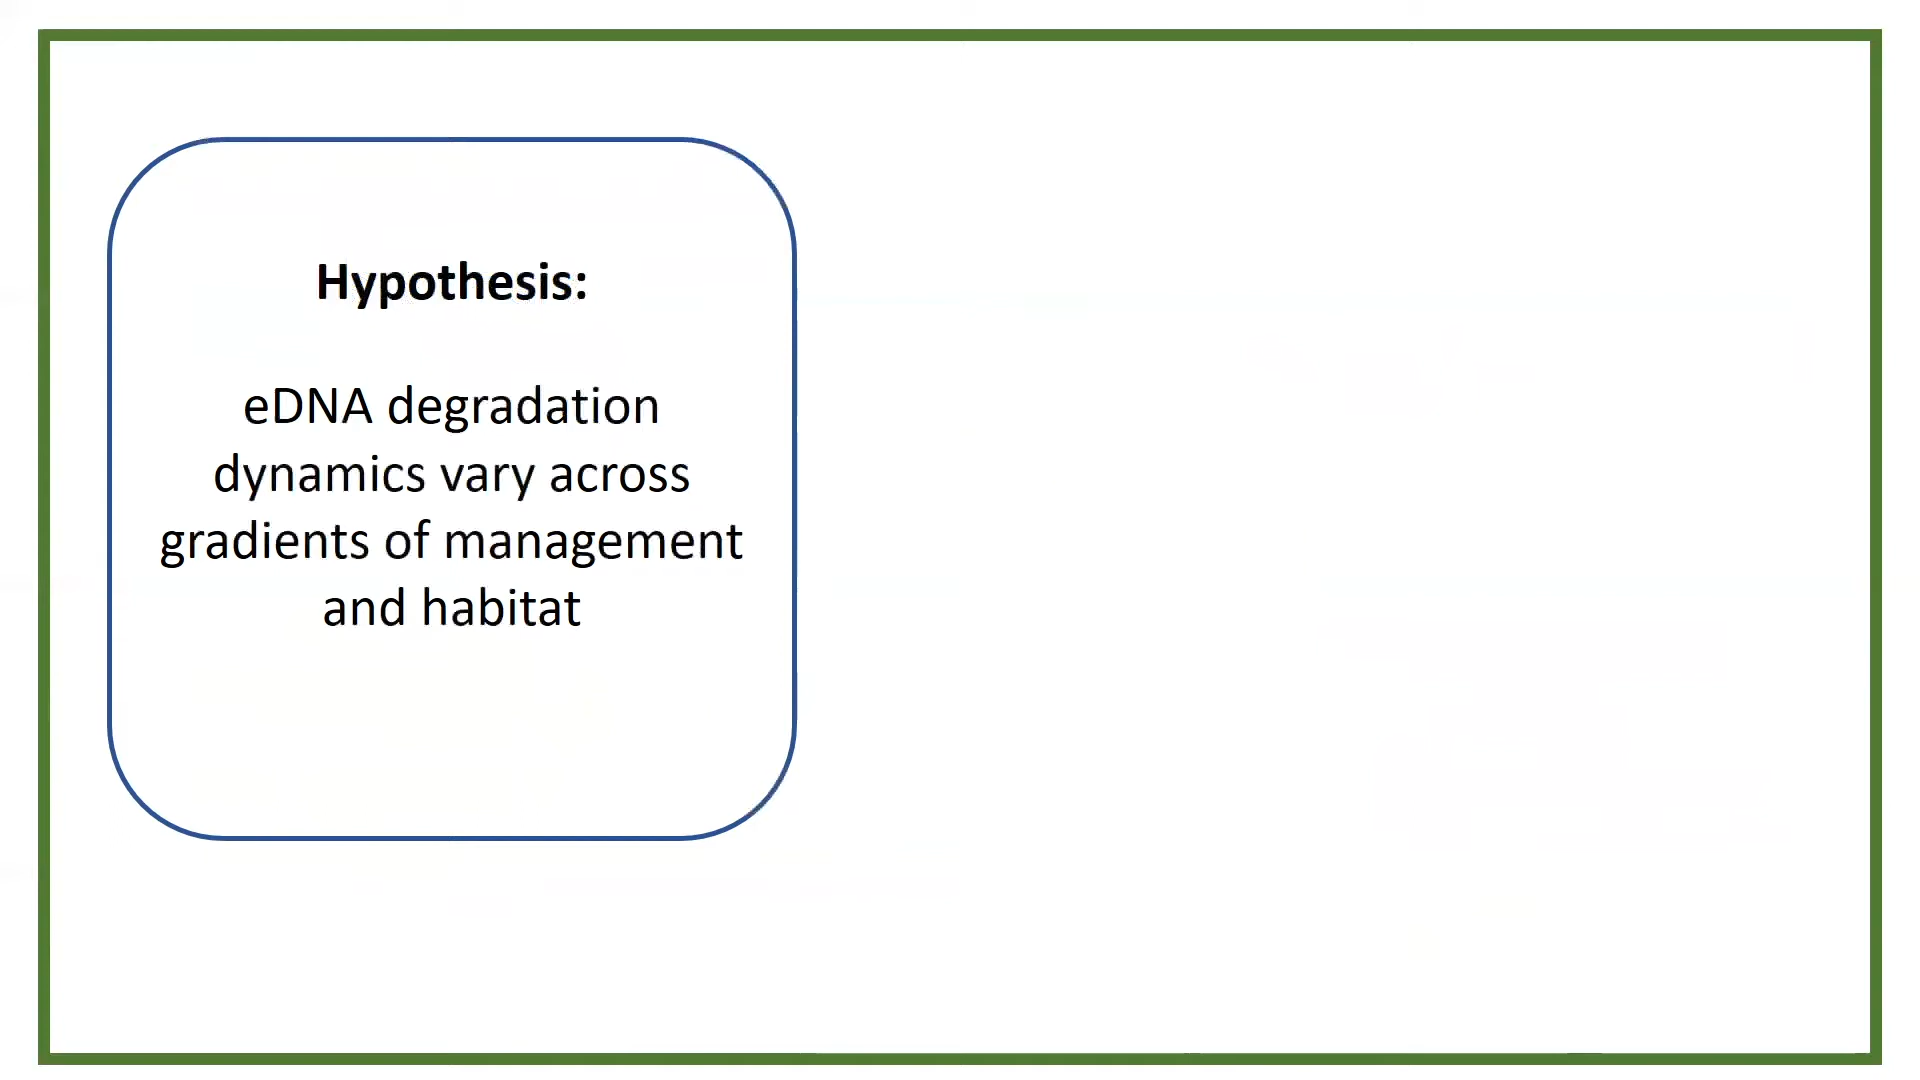 Hypothesis:
eDNA degradation
dynamics vary across
gradients of management
and habitat